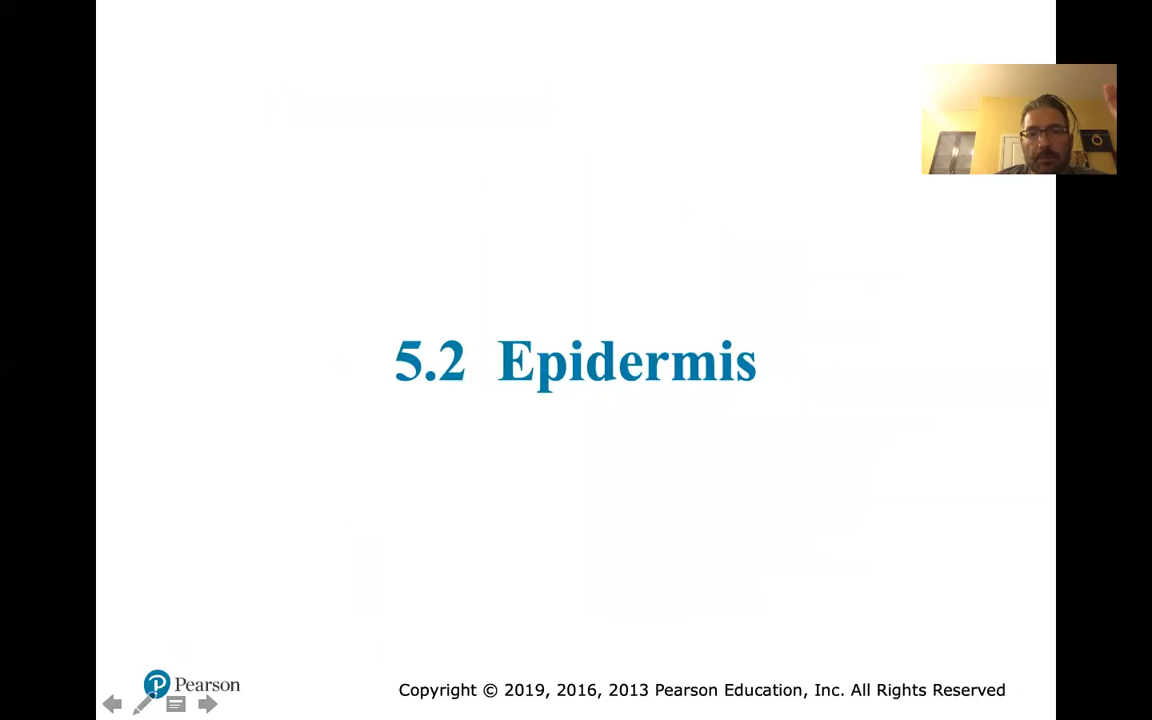 5.2 Epidermis
Pearson
Copyright © 2019, 2016, 2013 Pearson Education, Inc. All Rights Reserved